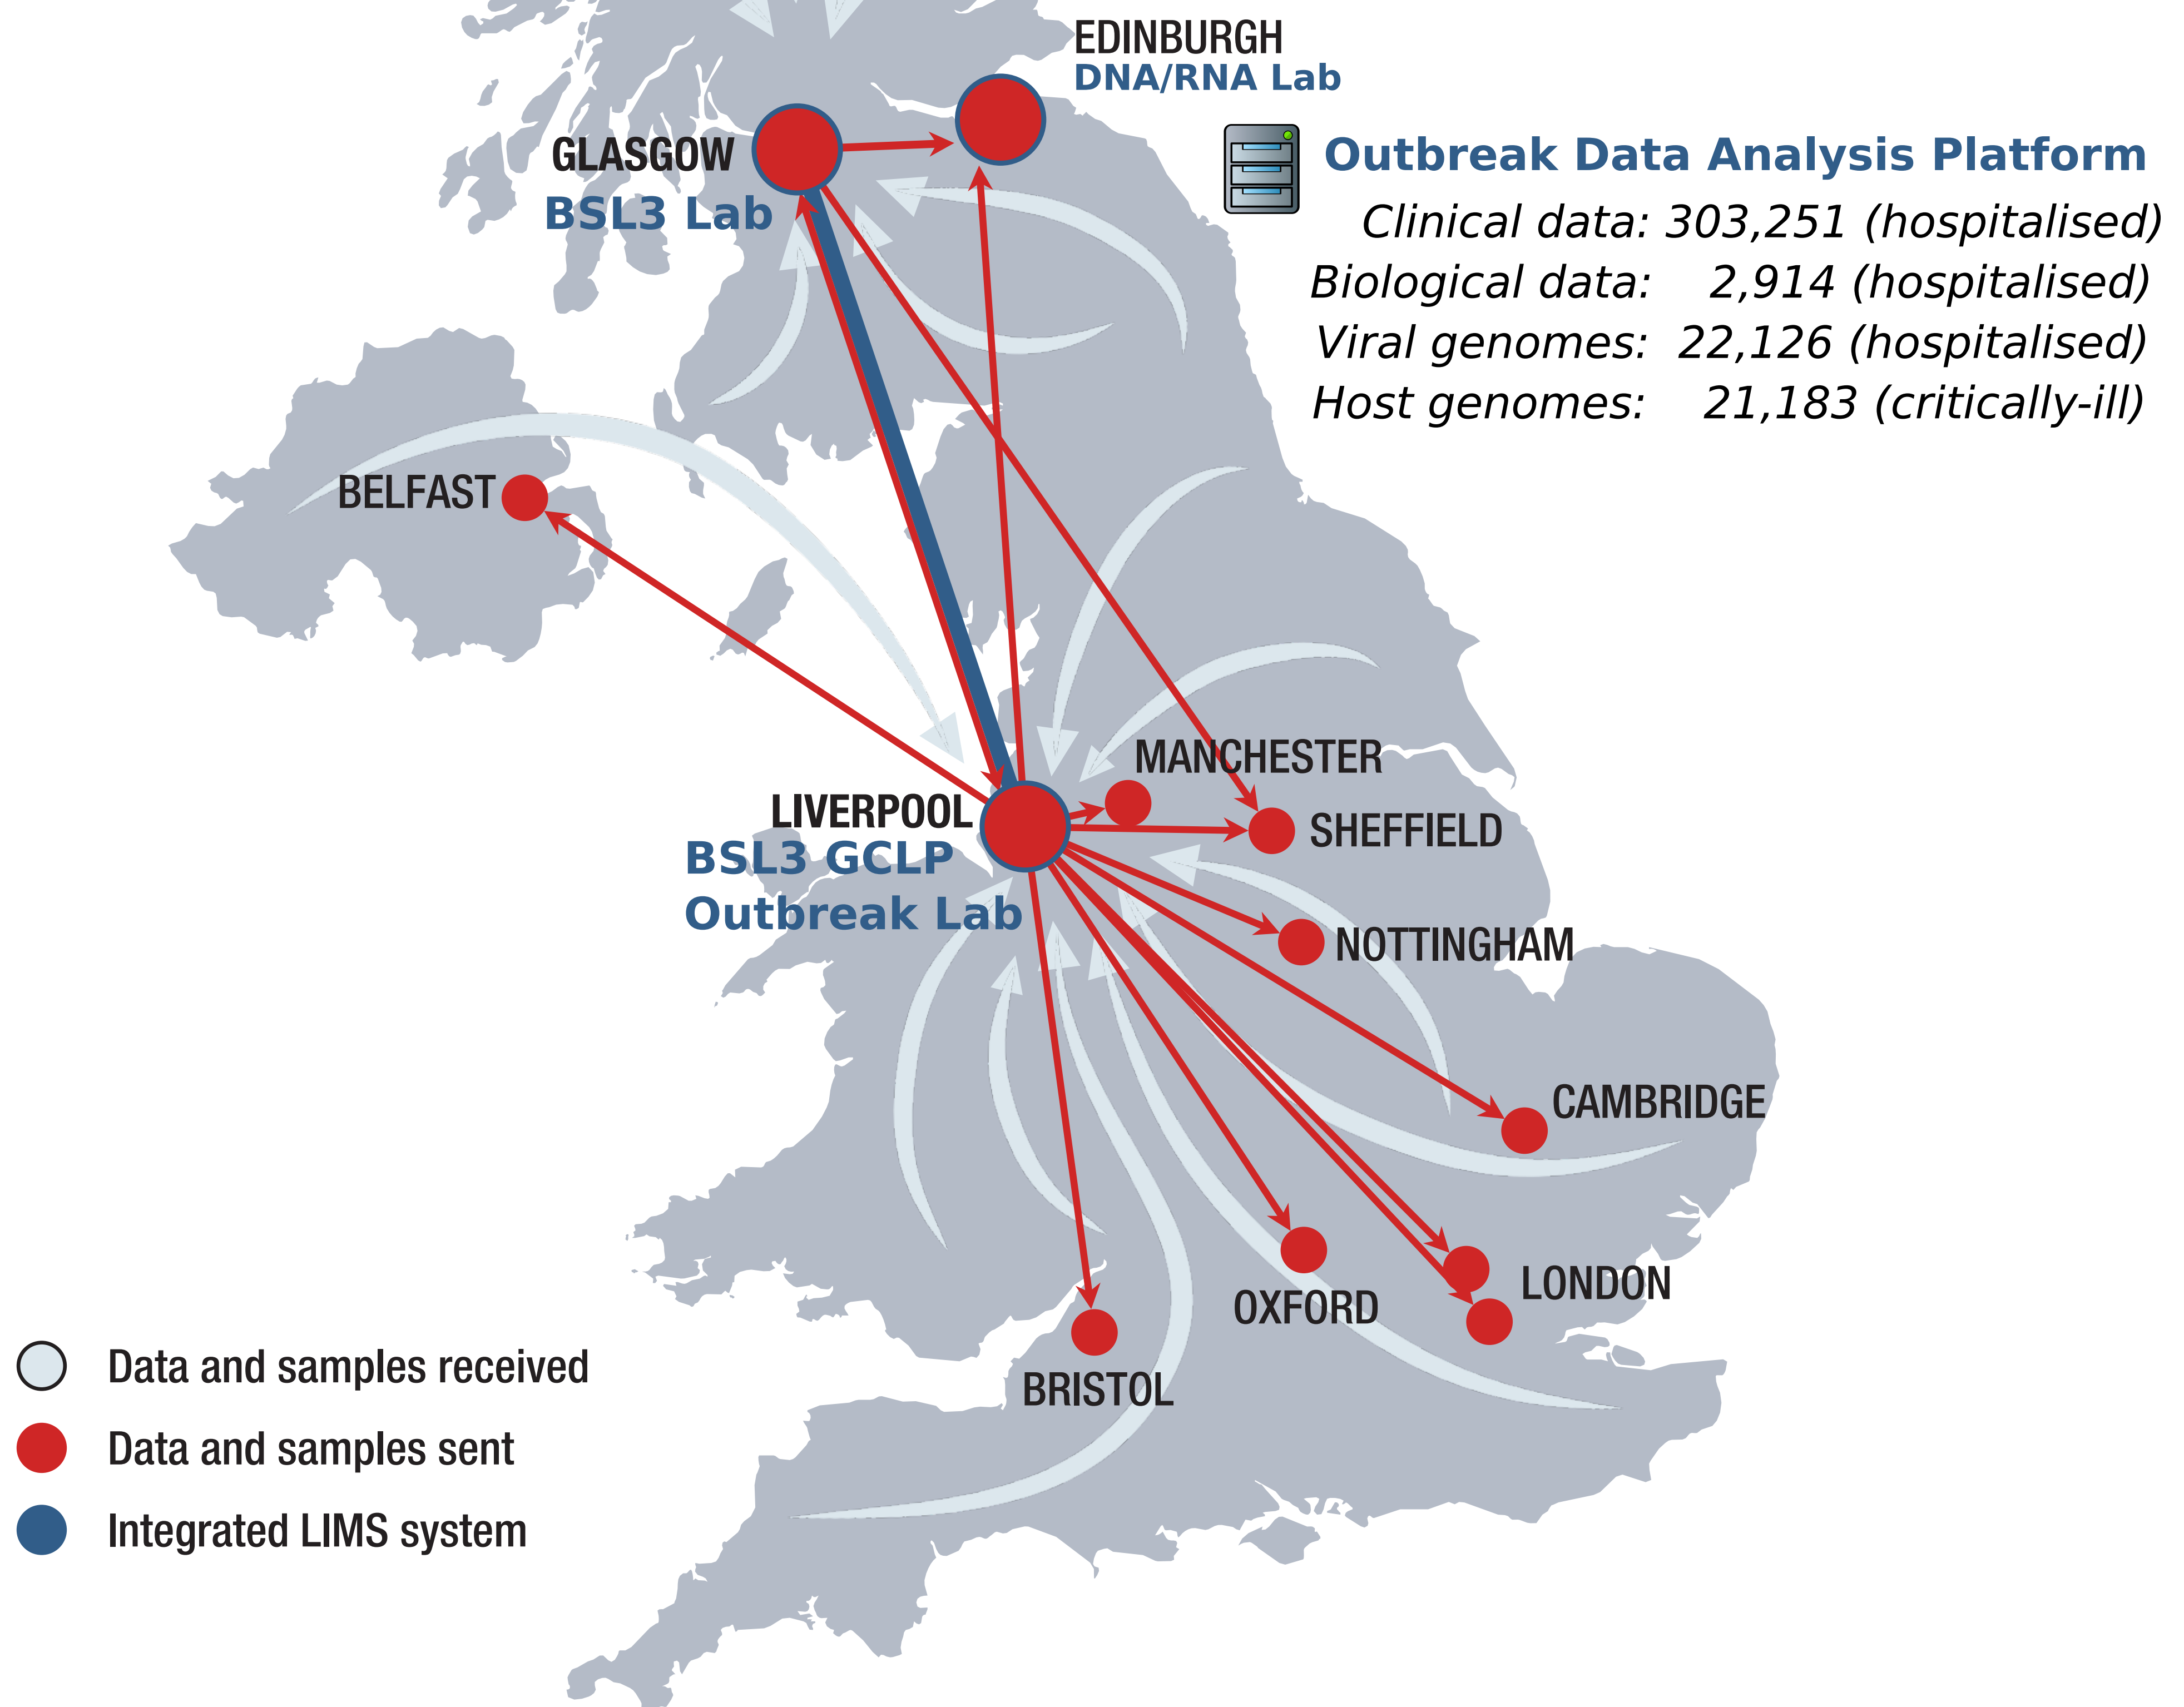 EDINBURGH
DNA/RNA Lab
GLASGOW
BSL3 Lab
Outbreak Data Analysis Platform
Clinical data: 303,251 (hospitalised)
Biological data: 2,914 (hospitalised)
Viral genomes: 22,126 (hospitalised)
Host genomes: 21,183 (critically-ill)
BELFAST
MANCHESTER
LIVERPOOL
BSL3 GCLP
Outbreak Lab
SHEFFIELD
NOTTINGHAM
CAMBRIDGE
LONDON
OXFORD
BRISTOL
Data and samples received
Data and samples sent
Integrated LIMS system